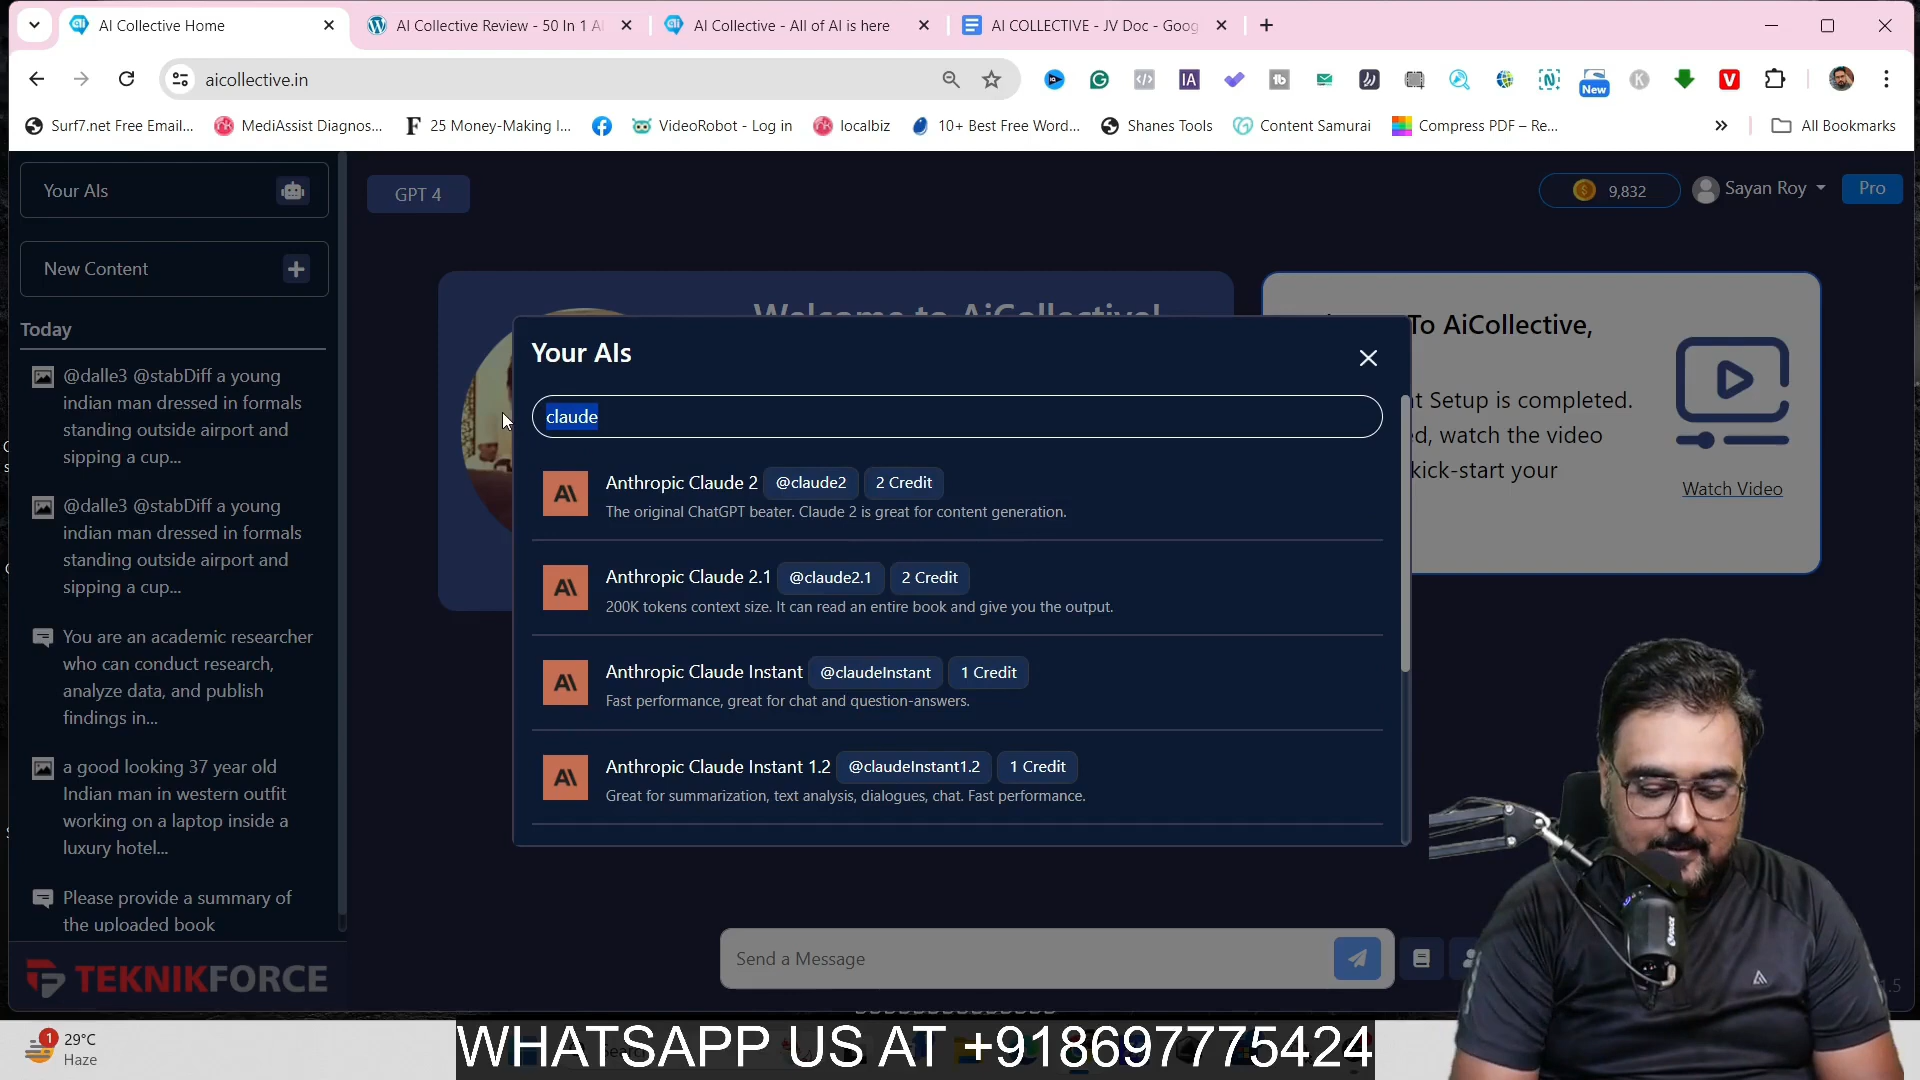 AI Collective Home
AI Collective Review - 50 In 1 A
AI Collective - All of AI is here
AI COLLECTIVE - JV Doc - Goog
aicollective.in
New
Surf7.net Free Email...
MediAssist Diagnos...
25 Money-Making I...
VideoRobot - Log in
localbiz
10+ Best Free Word...
Shanes Tools
Content Samurai
Compress PDF – Re...
All Bookmarks
Your AIs
New Content
Today
@dalle3 @stabDiff a young
indian man dressed in formals
standing outside airport and
sipping a cup...
@dalle3 @stabDiff a young
indian man dressed in formals
standing outside airport and
sipping a cup...
You are an academic researcher
who can conduct research,
analyze data, and publish
findings in...
a good looking 37 year old
Indian man in western outfit
working on a laptop inside a
luxury hotel...
Please provide a summary of
the uploaded book
TEKNIKFORCE
GPT 4
9,832
Sayan Roy
Pro
Welcome to AiCollective!
To AiCollective,
t Setup is completed.
d, watch the video
kick-start your
Watch Video
Your AIs
claude
Anthropic Claude 2 @claude2 2 Credit
The original ChatGPT beater. Claude 2 is great for content generation.
Anthropic Claude 2.1 @claude2.1 2 Credit
200K tokens context size. It can read an entire book and give you the output.
Anthropic Claude Instant @claudeInstant 1 Credit
Fast performance, great for chat and question-answers.
Anthropic Claude Instant 1.2 @claudeInstant1.2 1 Credit
Great for summarization, text analysis, dialogues, chat. Fast performance.
Send a Message
1.5
1
29°C
Haze
WHATSAPP US AT +918697775424